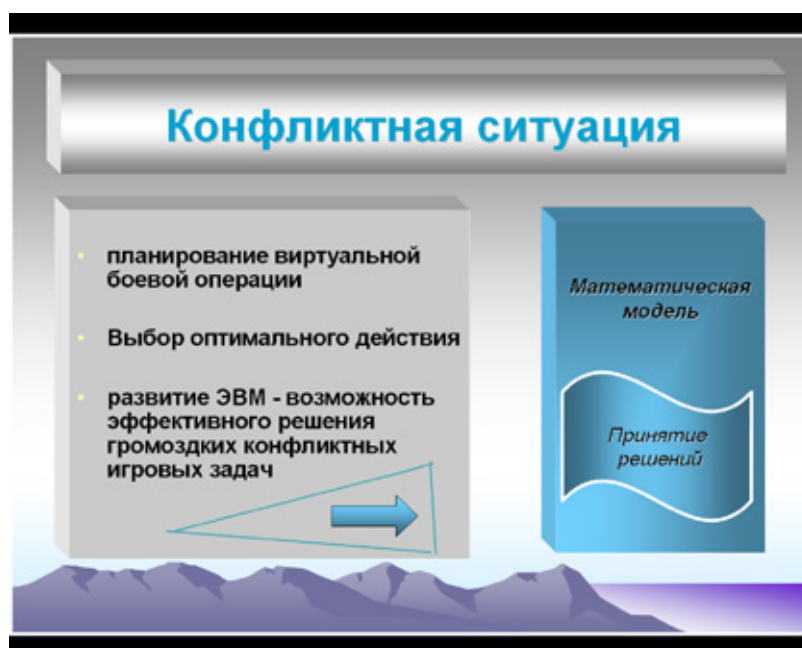 Конфликтная ситуация
планирование виртуальной
боевой операции
Выбор оптимального действия
развитие ЭВМ - возможность
эффективного решения
громоздких конфликтных
игровых задач
Математическая
модель
Принятие
решений